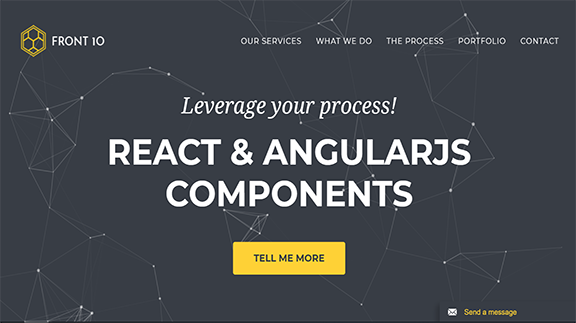 FRONT 10
OUR SERVICES WHAT WE DO THE PROCESS PORTFOLIO CONTACT
Leverage your process!
REACT & ANGULARJS
COMPONENTS
TELL ME MORE
Send a message